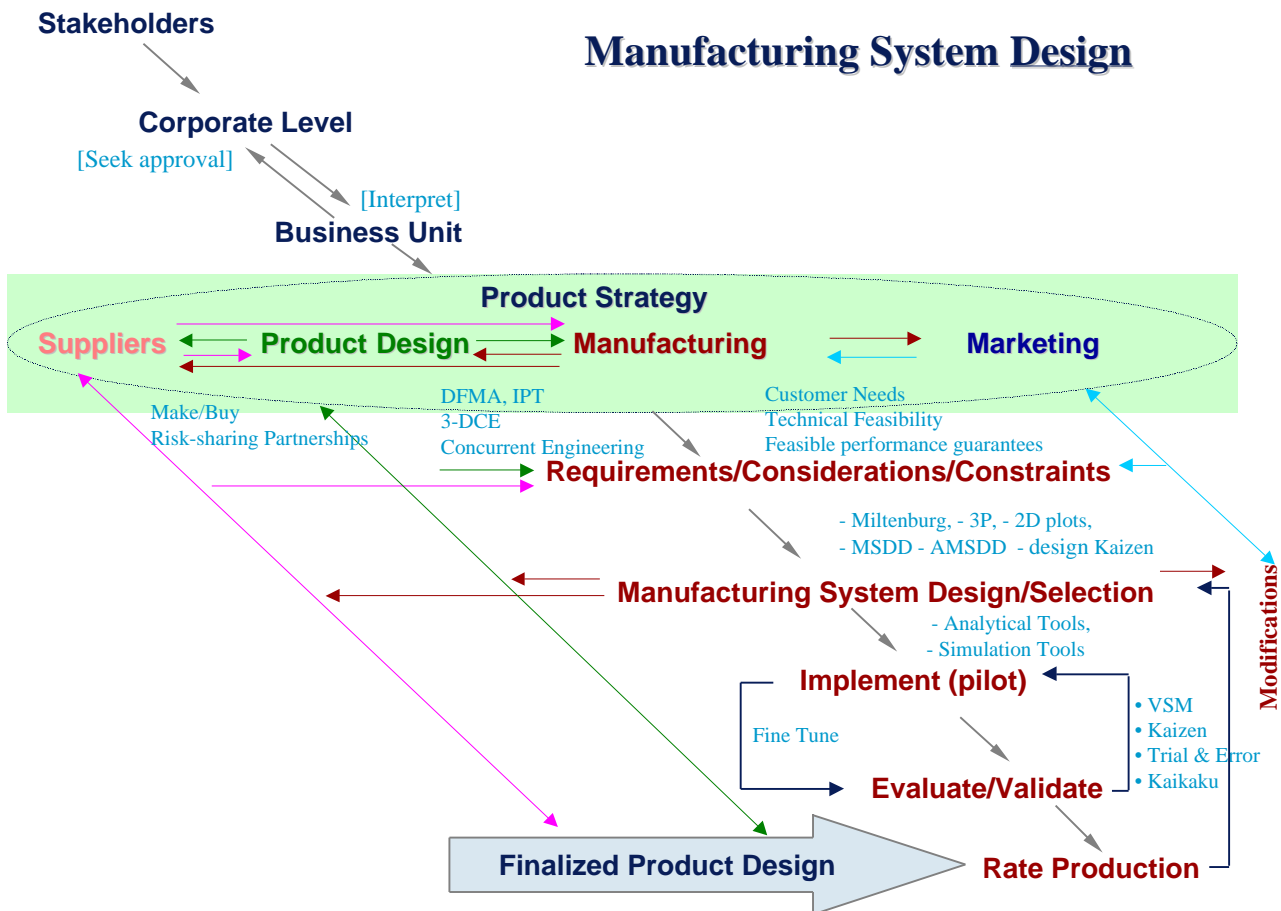 Stakeholders
Manufacturing System Design
Corporate Level
[Seek approval]
[Interpret]
Business Unit
Product Strategy
Suppliers
Product Design
Manufacturing
Marketing
Make/Buy
Risk-sharing Partnerships
DFMA, IPT
3-DCE
Concurrent Engineering
Customer Needs
Technical Feasibility
Feasible performance guarantees
Requirements/Considerations/Constraints
- Miltenburg, - 3P, - 2D plots,
- MSDD - AMSDD - design Kaizen
Manufacturing System Design/Selection
- Analytical Tools,
- Simulation Tools
Modifications
Implement (pilot)
Fine Tune
• VSM
• Kaizen
• Trial & Error
• Kaikaku
Evaluate/Validate
Finalized Product Design
Rate Production